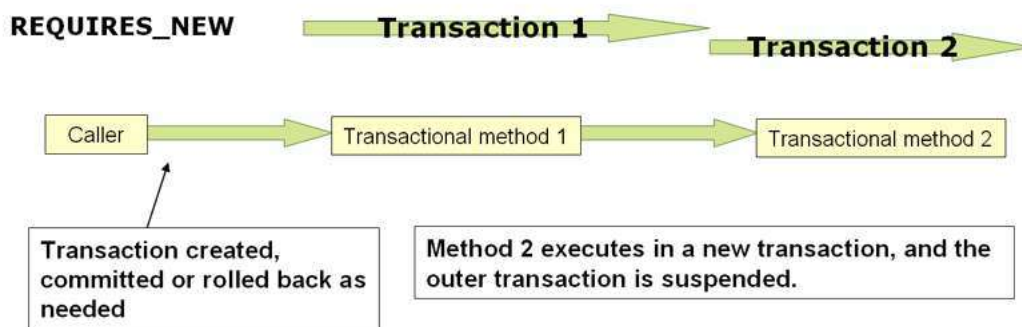 REQUIRES_NEW
Transaction 1
Transaction 2
Caller
Transactional method 1
Transactional method 2
Transaction created,
committed or rolled back as
needed
Method 2 executes in a new transaction, and the
outer transaction is suspended.